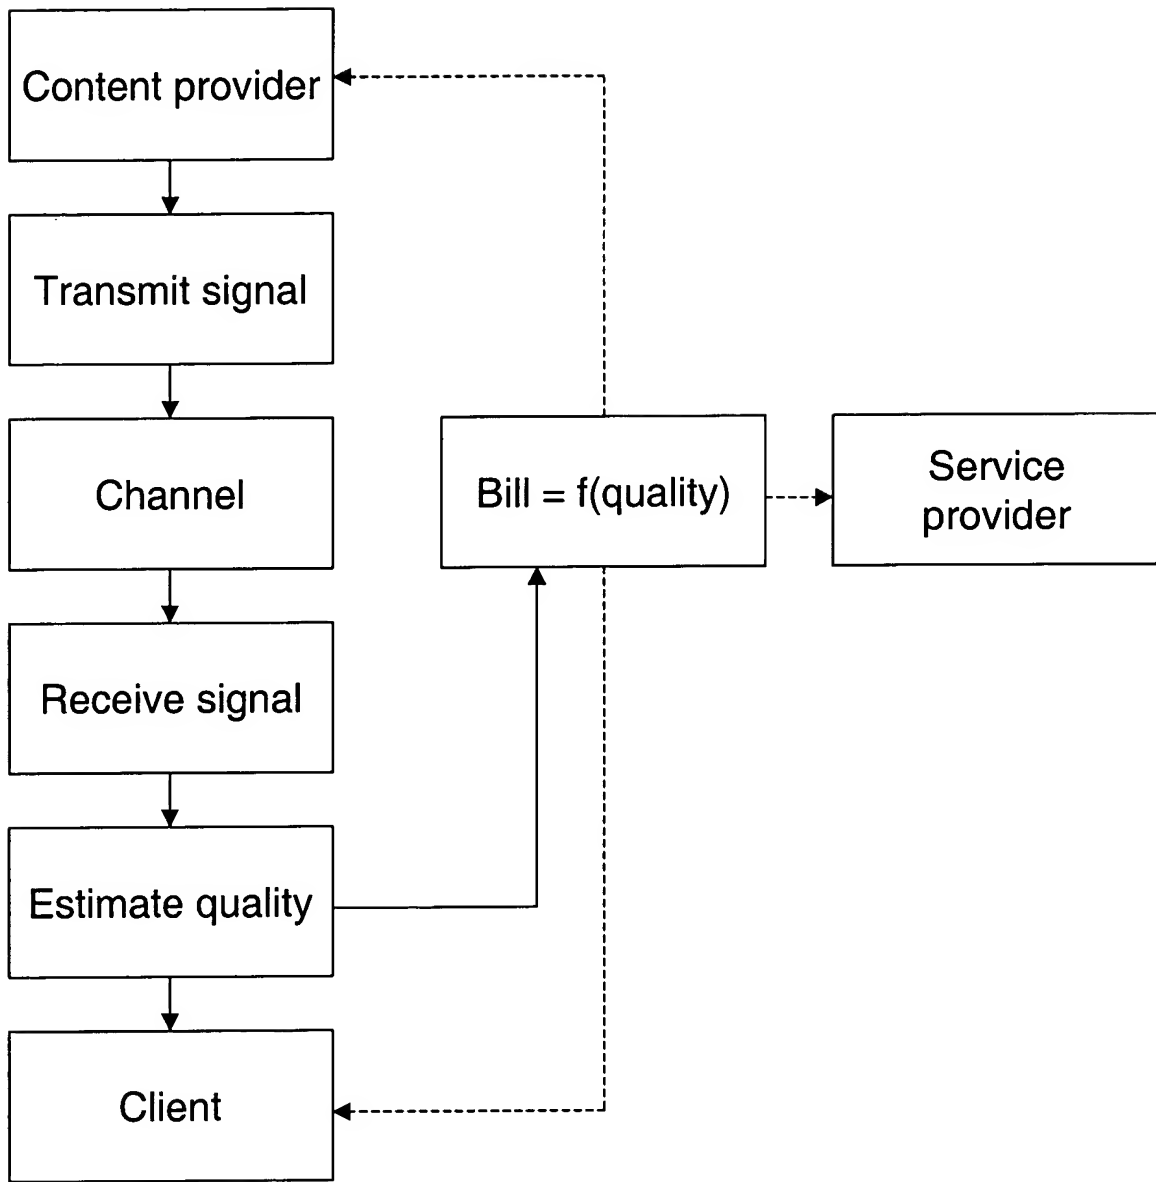 Content provider
Transmit signal
Channel
Bill = f(quality)
Service
provider
Receive signal
Estimate quality
Client